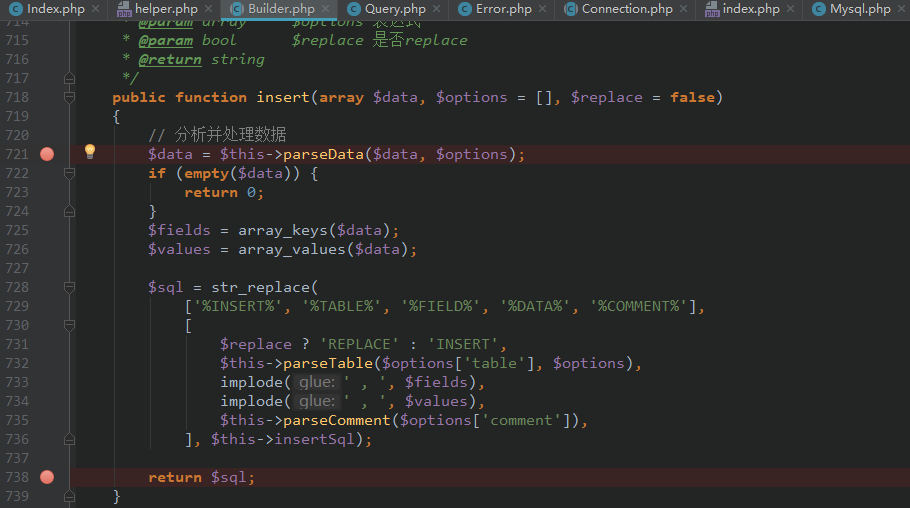 Index.php helper.php Builder.php Query.php Error.php Connection.php index.php Mysql.php
714 * @param array $options 表达式
715 * @param bool $replace 是否replace
716 * @return string
717 */
718 public function insert(array $data, $options = [], $replace = false)
719 {
720 // 分析并处理数据
721 $data = $this->parseData($data, $options);
722 if (empty($data)) {
723 return 0;
724 }
725 $fields = array_keys($data);
726 $values = array_values($data);
727
728 $sql = str_replace(
729 ['%INSERT%', '%TABLE%', '%FIELD%', '%DATA%', '%COMMENT%'],
730 [
731 $replace ? 'REPLACE' : 'INSERT',
732 $this->parseTable($options['table'], $options),
733 implode( glue: ' , ', $fields),
734 implode( glue: ' , ', $values),
735 $this->parseComment($options['comment']),
736 ], $this->insertSql);
737
738 return $sql;
739 }